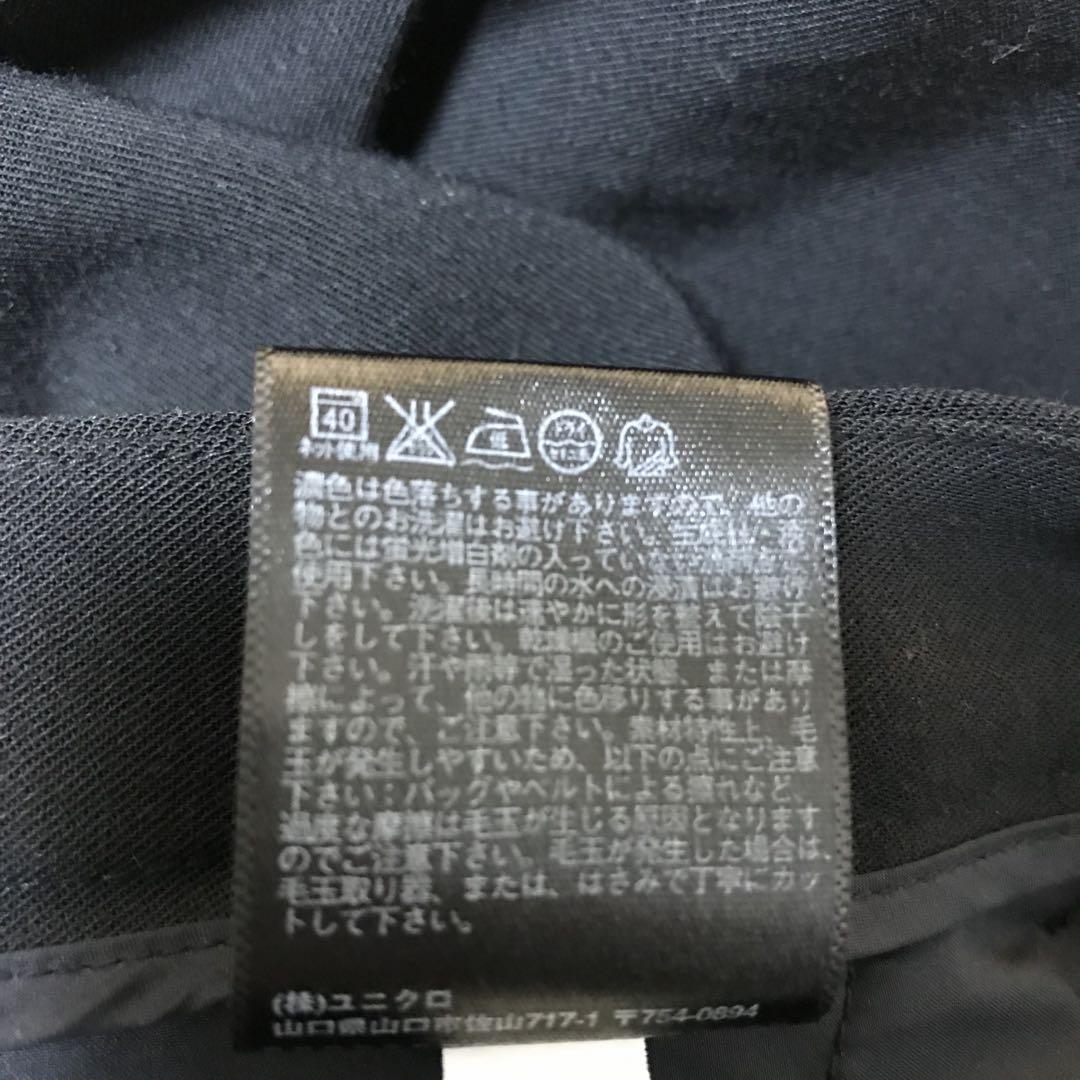 40
ネット使用
低
ドライ
セキユ系
濃色は色落ちする事がありますので、他の
物とのお洗濯はお避け下さい。生成和・淡
色には蛍光増白剤の入っていない洗剤をご
使用下さい。長時間の水への浸漬はお避け
下さい。洗濯後は速やかに形を整えて陰干
しをして下さい。乾燥機のご使用はお避け
下さい。汗や雨時で湿った状態、または摩
擦によって、他の物に色移りする事があり
ますので、ご注意下さい。素材特性上、毛
玉が発生しやすいため、以下の点にご注意
下さい:バッグやベルトによる擦れなど、
過度な摩擦は毛玉が生じる原因となります
のでご注意下さい。毛玉が発生した場合は、
毛玉取り器、または、はさみで丁寧にカッ
トして下さい。
(株)ユニクロ
山口県山口市佐山717-1 〒754-0894